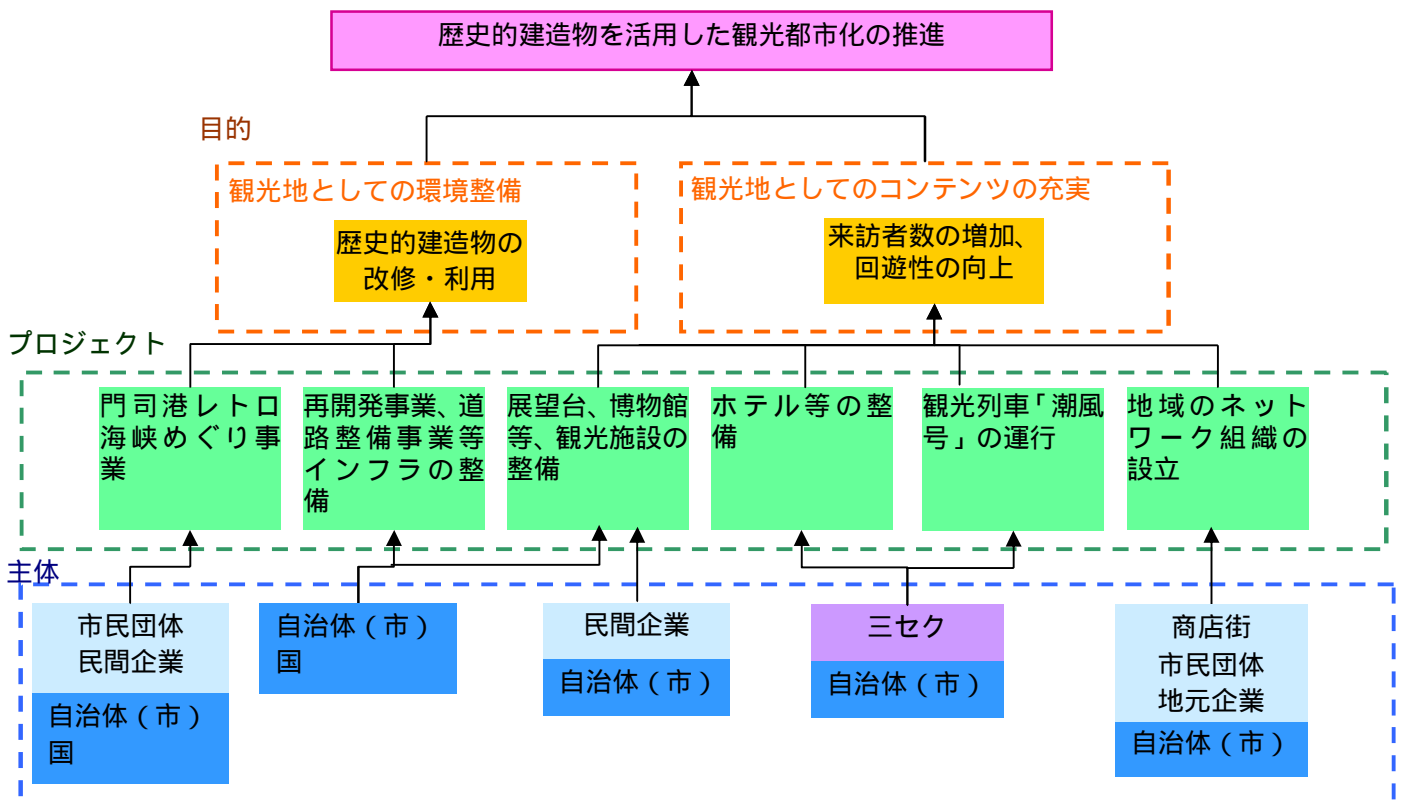 歴史的建造物を活用した観光都市化の推進
目的
観光地としての環境整備
歴史的建造物の
改修・利用
観光地としてのコンテンツの充実
来訪者数の増加、
回遊性の向上
プロジェクト
門司港レトロ
海峡めぐり事
業
再開発事業、道
路整備事業等
インフラの整
備
展望台、博物館
等、観光施設の
整備
ホテル等の整
備
観光列車「潮風
号」の運行
地域のネット
ワーク組織の
設立
主体
市民団体
民間企業
自治体（市）
国
自治体（市）
国
民間企業
自治体（市）
三セク
自治体（市）
商店街
市民団体
地元企業
自治体（市）